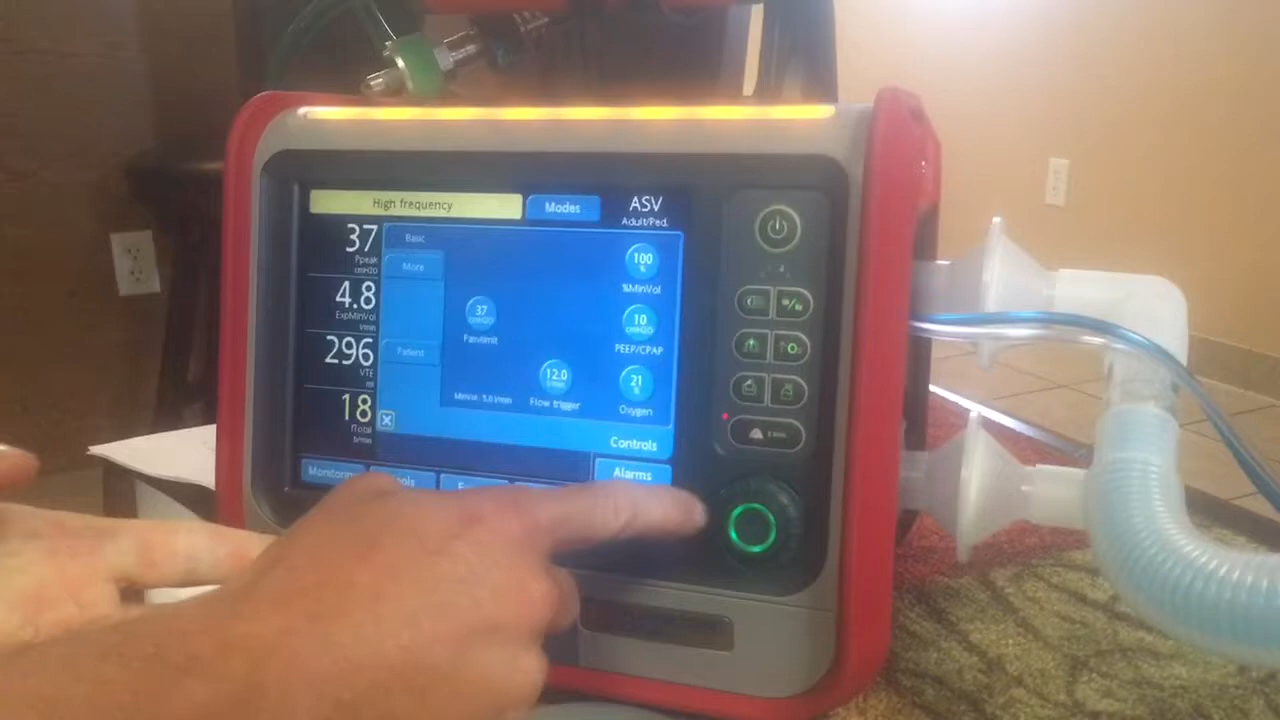 High frequency
Modes
ASV
Adult/Ped.
37
Ppeak
cmH2O
4.8
ExpMinVol
l/min
296
VTE
ml
18
fTotal
b/min
Basic
More
Patient
37
cmH2O
100
%
%MinVol
10
cmH2O
PEEP/CPAP
12.0
l/min
Flow trigger
21
%
Oxygen
MinVol: 5.0 l/min
Controls
Monitoring
Alarms